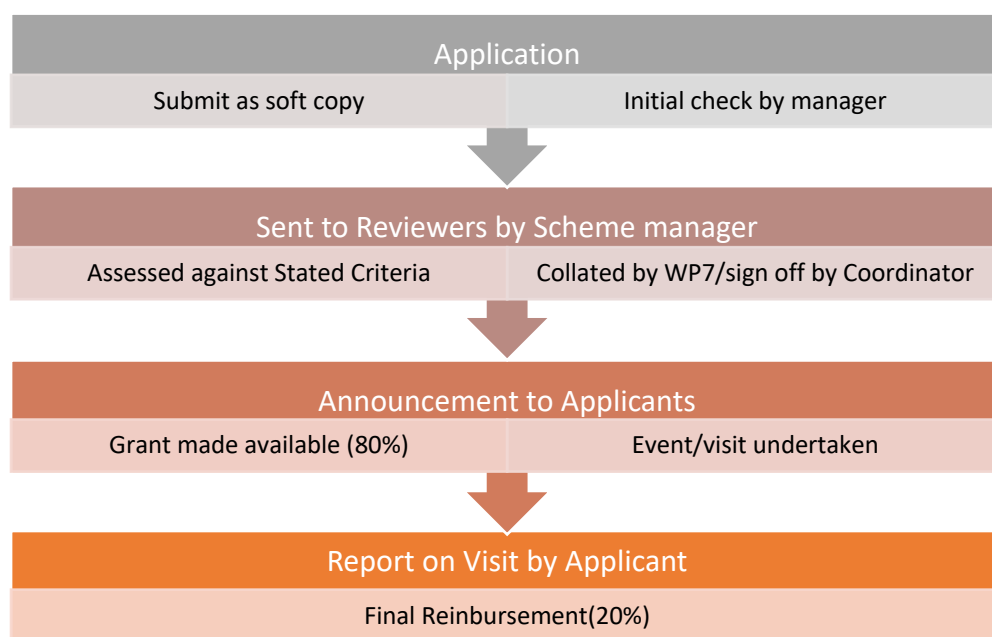 Application
Submit as soft copy
Initial check by manager
Sent to Reviewers by Scheme manager
Assessed against Stated Criteria
Collated by WP7/sign off by Coordinator
Announcement to Applicants
Grant made available (80%)
Event/visit undertaken
Report on Visit by Applicant
Final Reimbursement(20%)